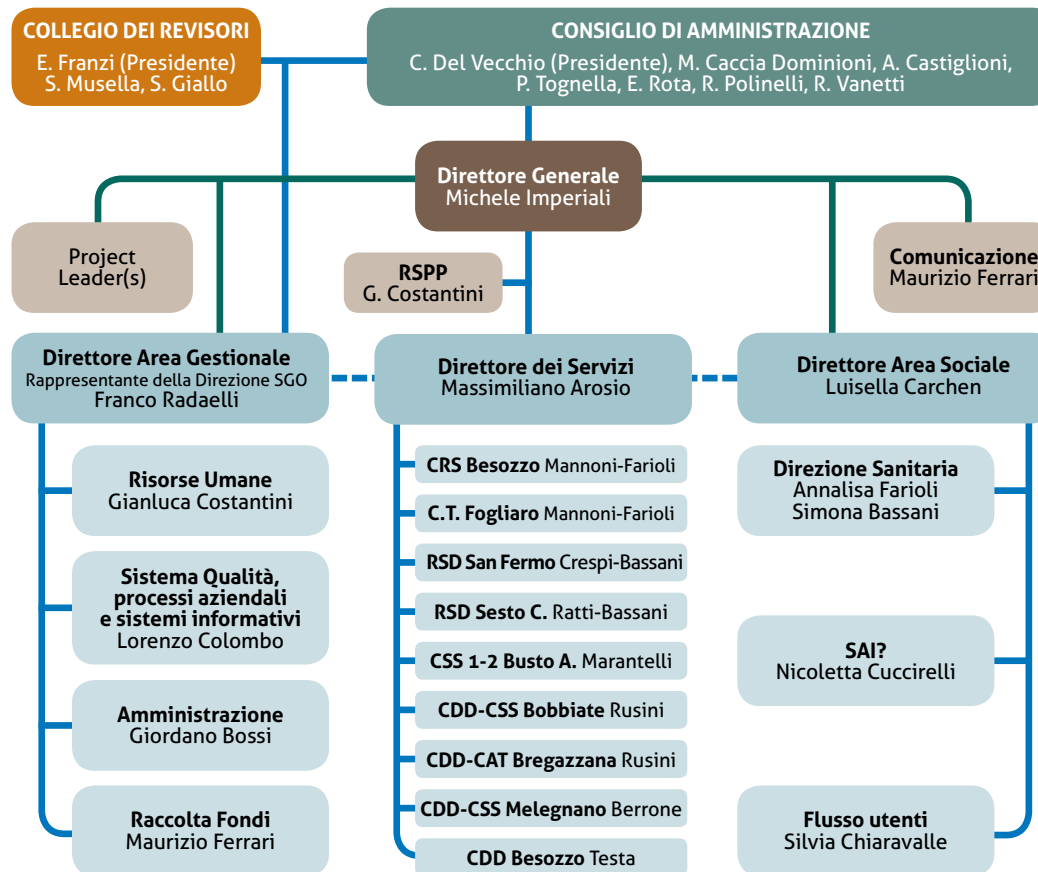 COLLEGIO DEI REVISORI
E. Franzi (Presidente)
S. Musella, S. Giallo
CONSIGLIO DI AMMINISTRAZIONE
C. Del Vecchio (Presidente), M. Caccia Dominioni, A. Castiglioni,
P. Tognella, E. Rota, R. Polinelli, R. Vanetti
Direttore Generale
Michele Imperiali
Project
Leader(s)
RSPP
G. Costantini
Comunicazione
Maurizio Ferrari
Direttore Area Gestionale
Rappresentante della Direzione SGO
Franco Radaelli
Direttore dei Servizi
Massimiliano Arosio
Direttore Area Sociale
Luisella Carchen
Risorse Umane
Gianluca Costantini
Sistema Qualità,
processi aziendali
e sistemi informativi
Lorenzo Colombo
Amministrazione
Giordano Bossi
Raccolta Fondi
Maurizio Ferrari
CRS Besozzo Mannoni-Farioli
C.T. Fogliaro Mannoni-Farioli
RSD San Fermo Crespi-Bassani
RSD Sesto C. Ratti-Bassani
CSS 1-2 Busto A. Marantelli
CDD-CSS Bobbiate Rusini
CDD-CAT Bregazzana Rusini
CDD-CSS Melegnano Berrone
CDD Besozzo Testa
Direzione Sanitaria
Annalisa Farioli
Simona Bassani
SAI?
Nicoletta Cuccirelli
Flusso utenti
Silvia Chiaravalle